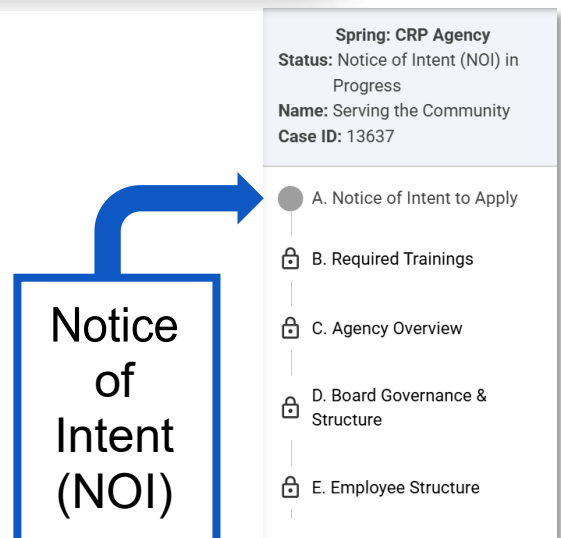 Spring: CRP Agency
Status: Notice of Intent (NOI) in
Progress
Name: Serving the Community
Case ID: 13637
A. Notice of Intent to Apply
B. Required Trainings
C. Agency Overview
D. Board Governance &
Structure
E. Employee Structure
Notice
of
Intent
(NOI)